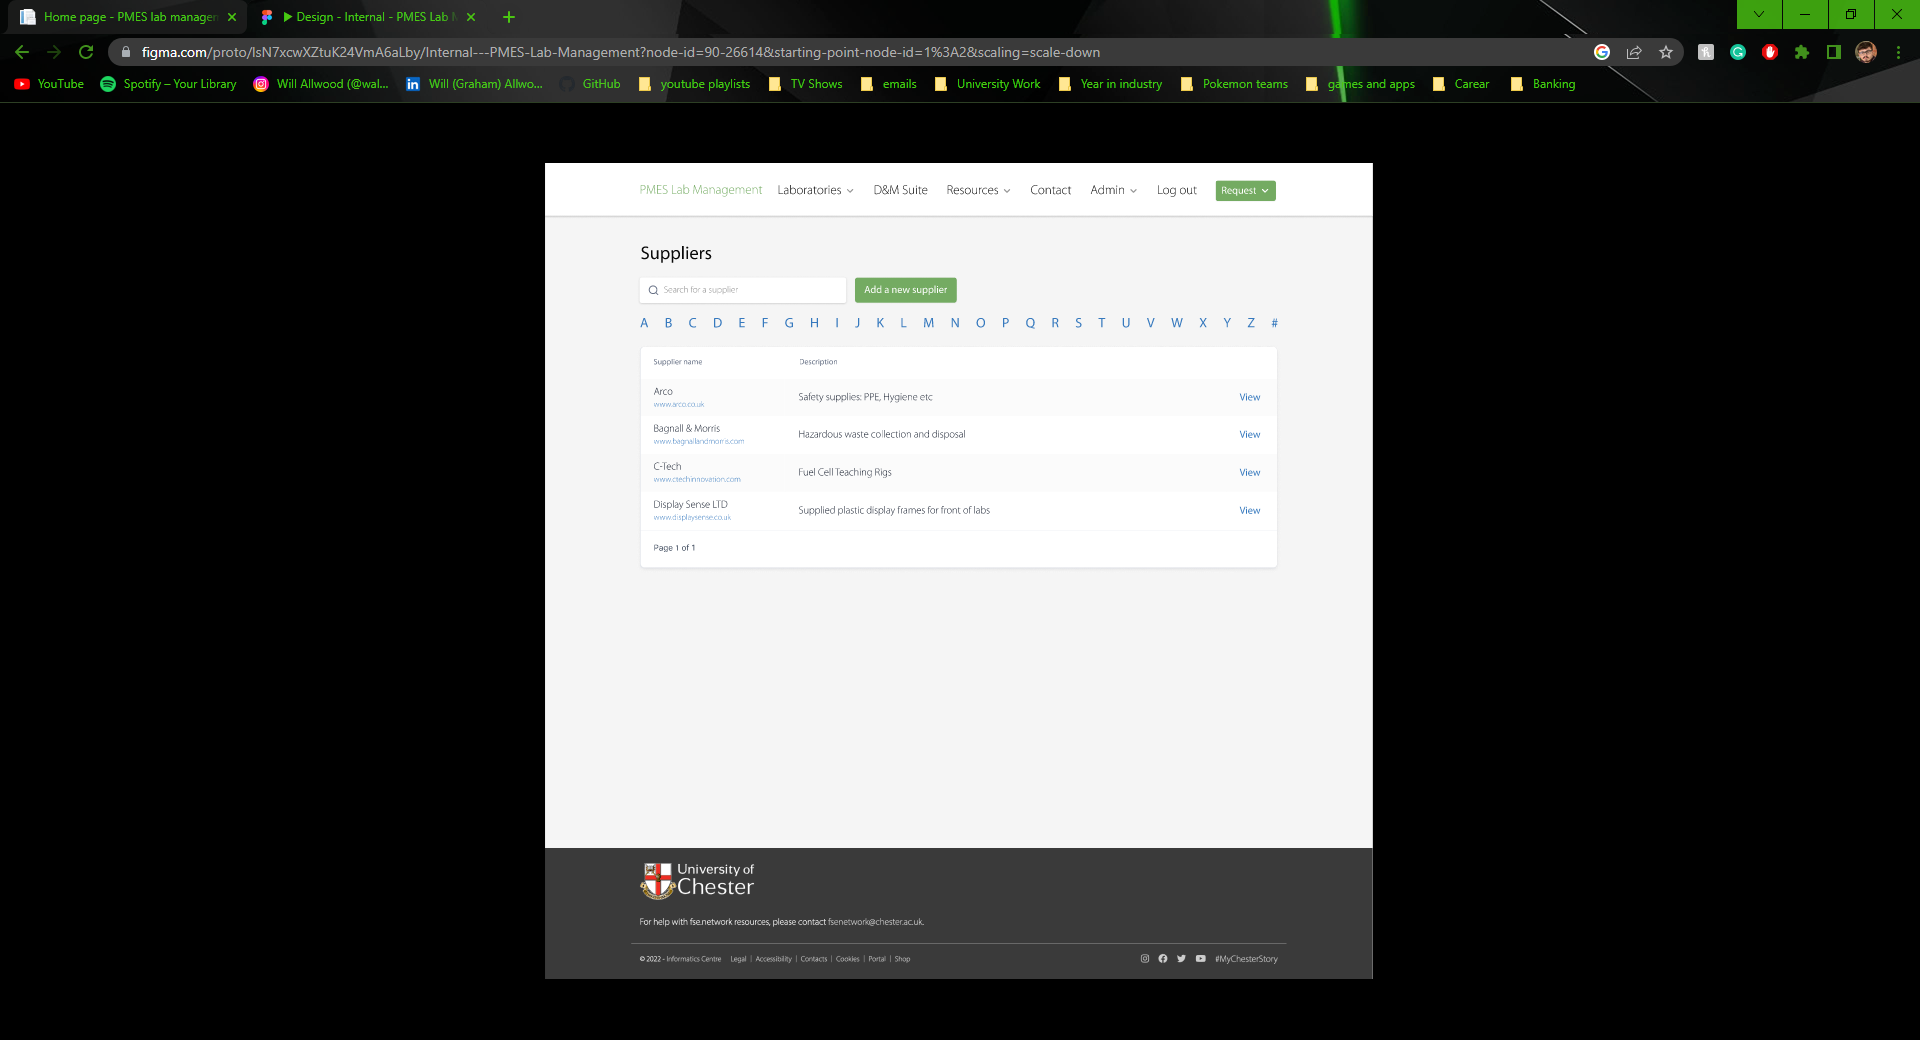 Home page - PMES lab manager
Design - Internal - PMES Lab M
figma.com/proto/lsN7xcwXZtuK24VmA6aLby/Internal---PMES-Lab-Management?node-id=90-26614&starting-point-node-id=1%3A2&scaling=scale-down
YouTube Spotify – Your Library Will Allwood (@wal... Will (Graham) Allwo... GitHub youtube playlists TV Shows emails University Work Year in industry Pokemon teams games and apps Carear Banking
PMES Lab Management Laboratories D&M Suite Resources Contact Admin Log out Request
Suppliers
Search for a supplier Add a new supplier
A B C D E F G H I J K L M N O P Q R S T U V W X Y Z #
Supplier name Description
Arco
www.arco.co.uk
Safety supplies: PPE, Hygiene etc View
Bagnall & Morris
www.bagnallandmorris.com
Hazardous waste collection and disposal View
C-Tech
www.ctechinnovation.com
Fuel Cell Teaching Rigs View
Display Sense LTD
www.displaysense.co.uk
Supplied plastic display frames for front of labs View
Page 1 of 1
University of
Chester
For help with fse.network resources, please contact fsenetwork@chester.ac.uk.
© 2022 - Informatics Centre Legal | Accessibility | Contacts | Cookies | Portal | Shop #MyChesterStory